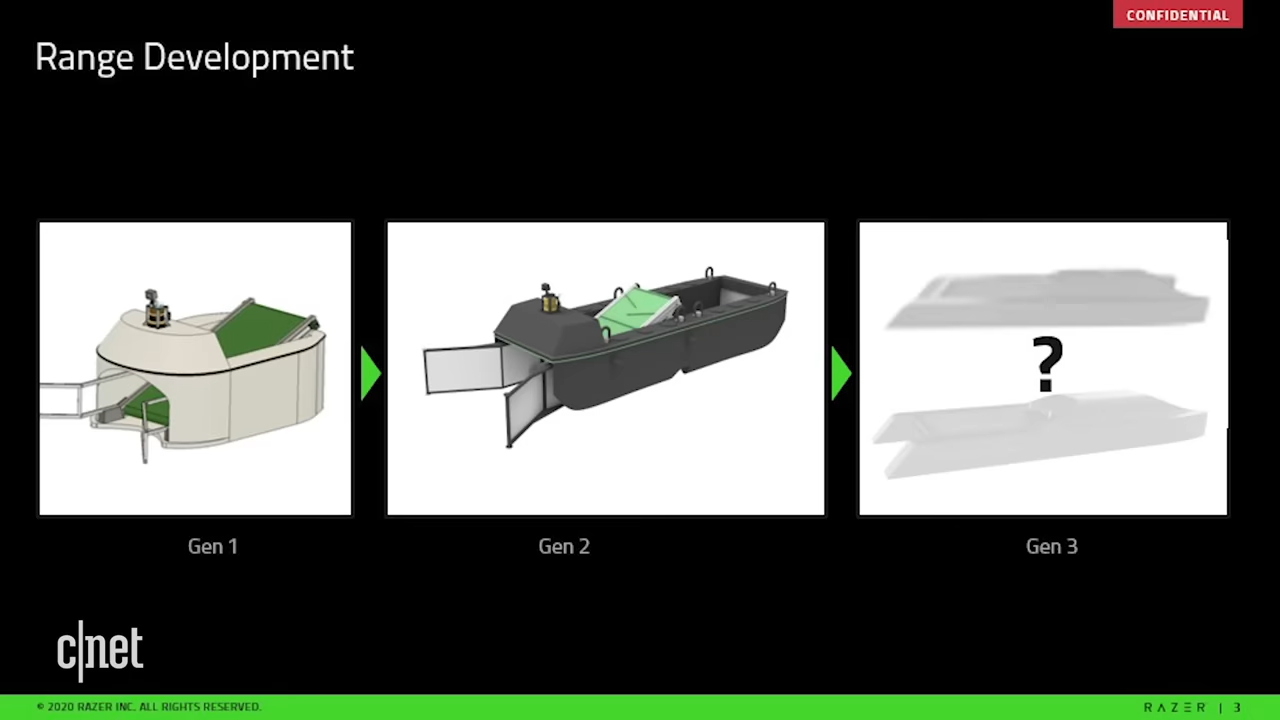 CONFIDENTIAL
Range Development
?
Gen 1
Gen 2
Gen 3
c|net
© 2020 RAZER INC. ALL RIGHTS RESERVED.
RAZER | 3